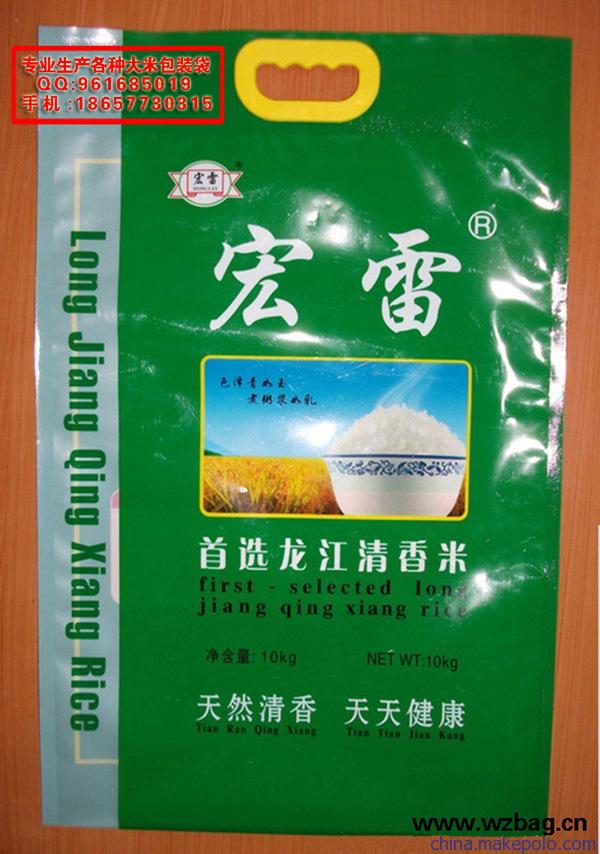 专业生产各种大米包装袋
QQ:961685019
手机:18657730315
宏雷
HONGLEI
®
宏雷®
色泽青如玉
煮粥浆如乳
Long Jiang Qing Xiang Rice
首选龙江清香米
first - selected long
jiang qing xiang rice
净含量:10kg NET WT:10kg
天然清香 天天健康
Tian Ran Qing Xiang Tian Tian Jian Kang
www.wzbag.cn
china.makepolo.com